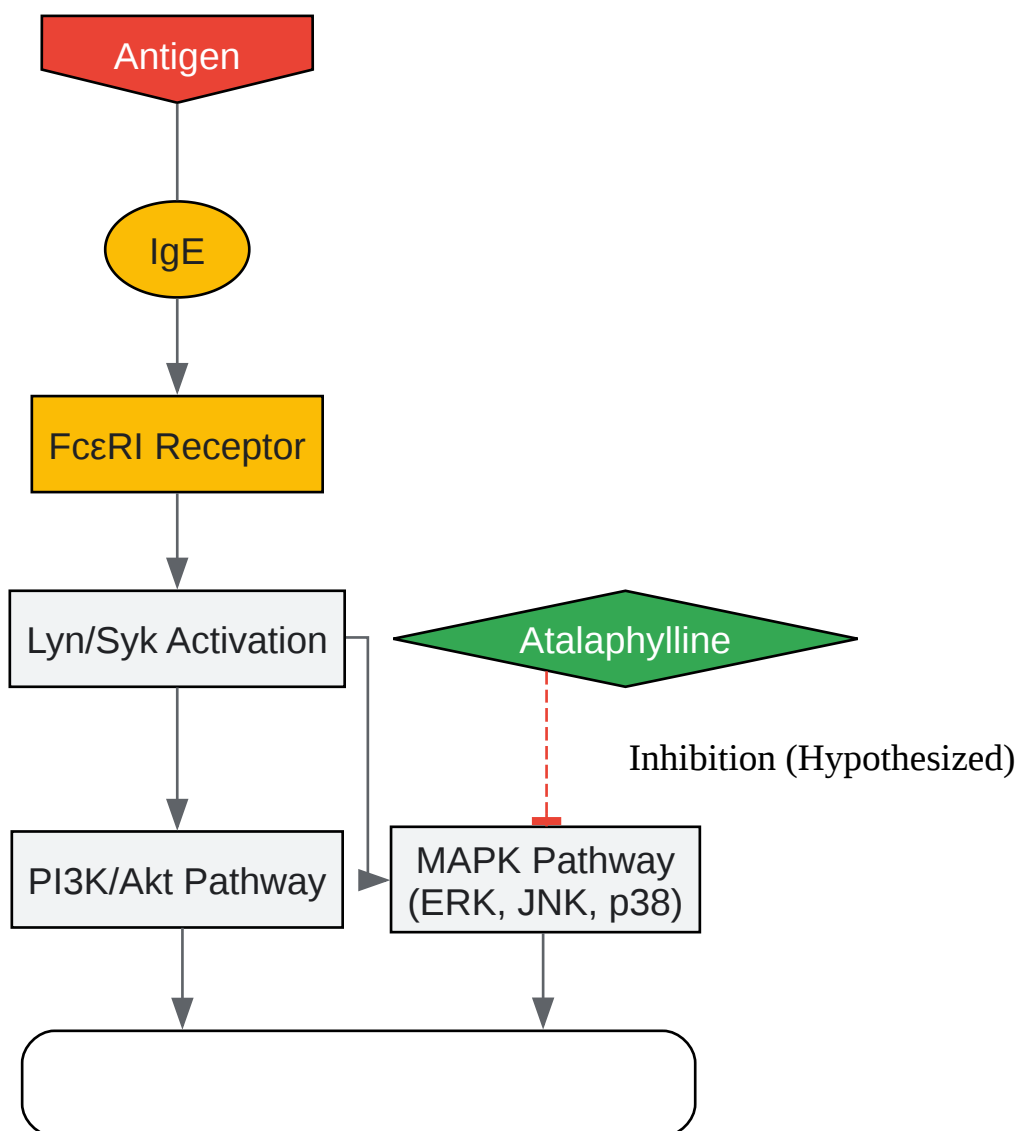 Antigen
IgE
FcεRI Receptor
Lyn/Syk Activation
Atalaphylline
Inhibition (Hypothesized)
PI3K/Akt Pathway
MAPK Pathway
(ERK, JNK, p38)